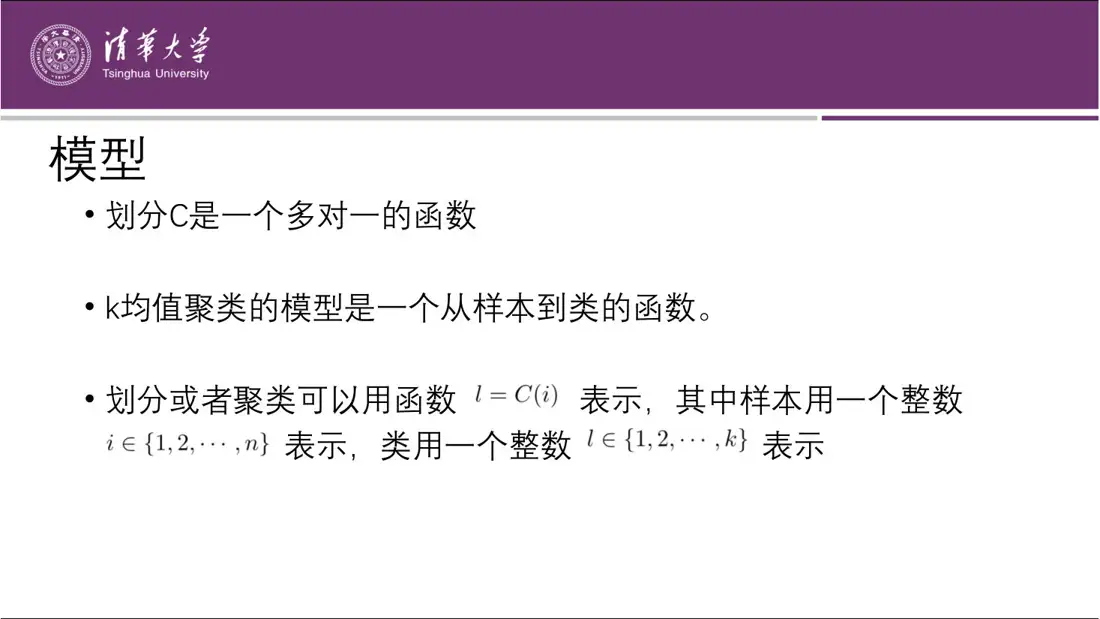 清華大学
Tsinghua University
模型
• 划分C是一个多对一的函数
• k均值聚类的模型是一个从样本到类的函数。
• 划分或者聚类可以用函数 l = C(i) 表示，其中样本用一个整数
i ∈ {1, 2, ⋯ , n} 表示，类用一个整数 l ∈ {1, 2, ⋯ , k} 表示